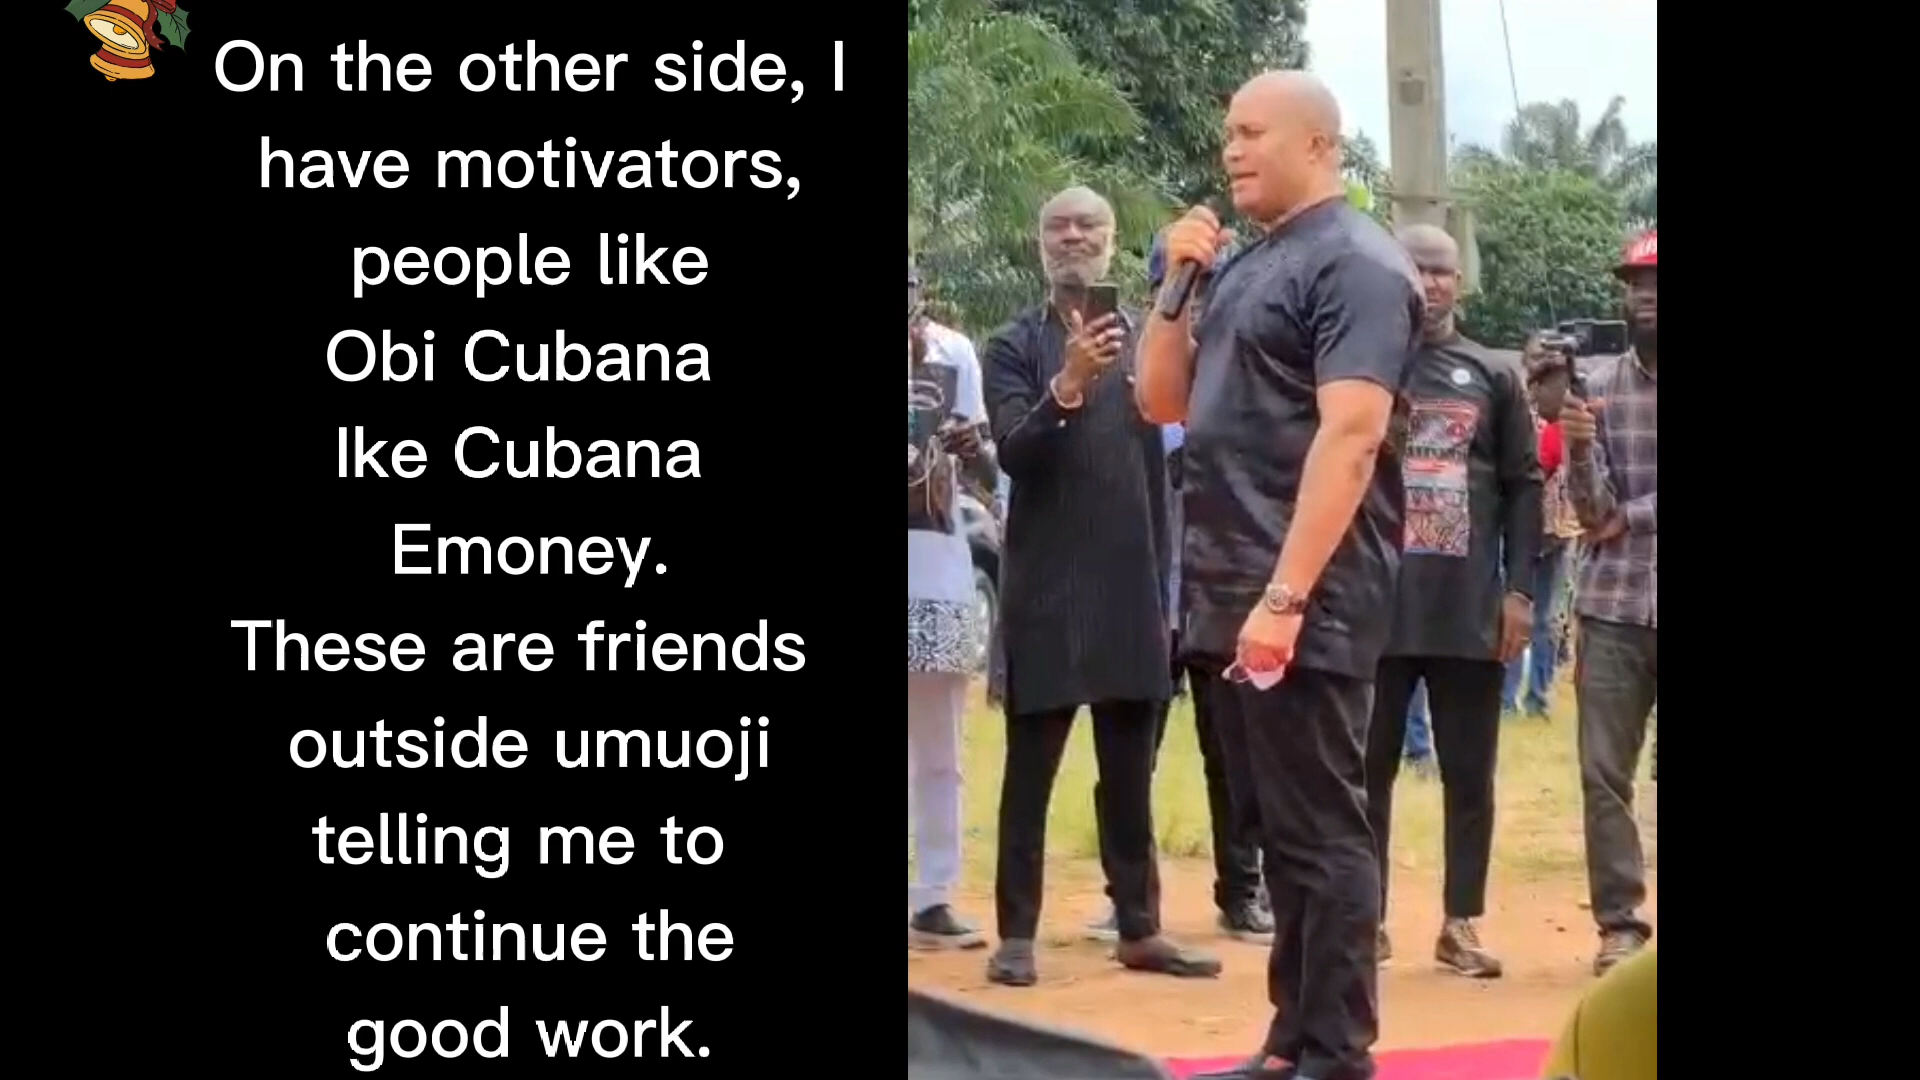 On the other side, I
have motivators,
people like
Obi Cubana
Ike Cubana
Emoney.
These are friends
outside umuoji
telling me to
continue the
good work.